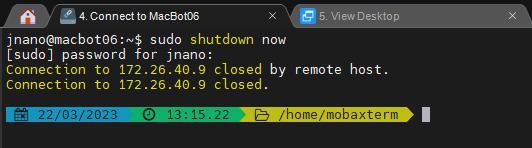 4. Connect to MacBot06
5. View Desktop
jnano@macbot06:~$ sudo shutdown now
[sudo] password for jnano:
Connection to 172.26.40.9 closed by remote host.
Connection to 172.26.40.9 closed.
22/03/2023 13:15.22 /home/mobaxterm